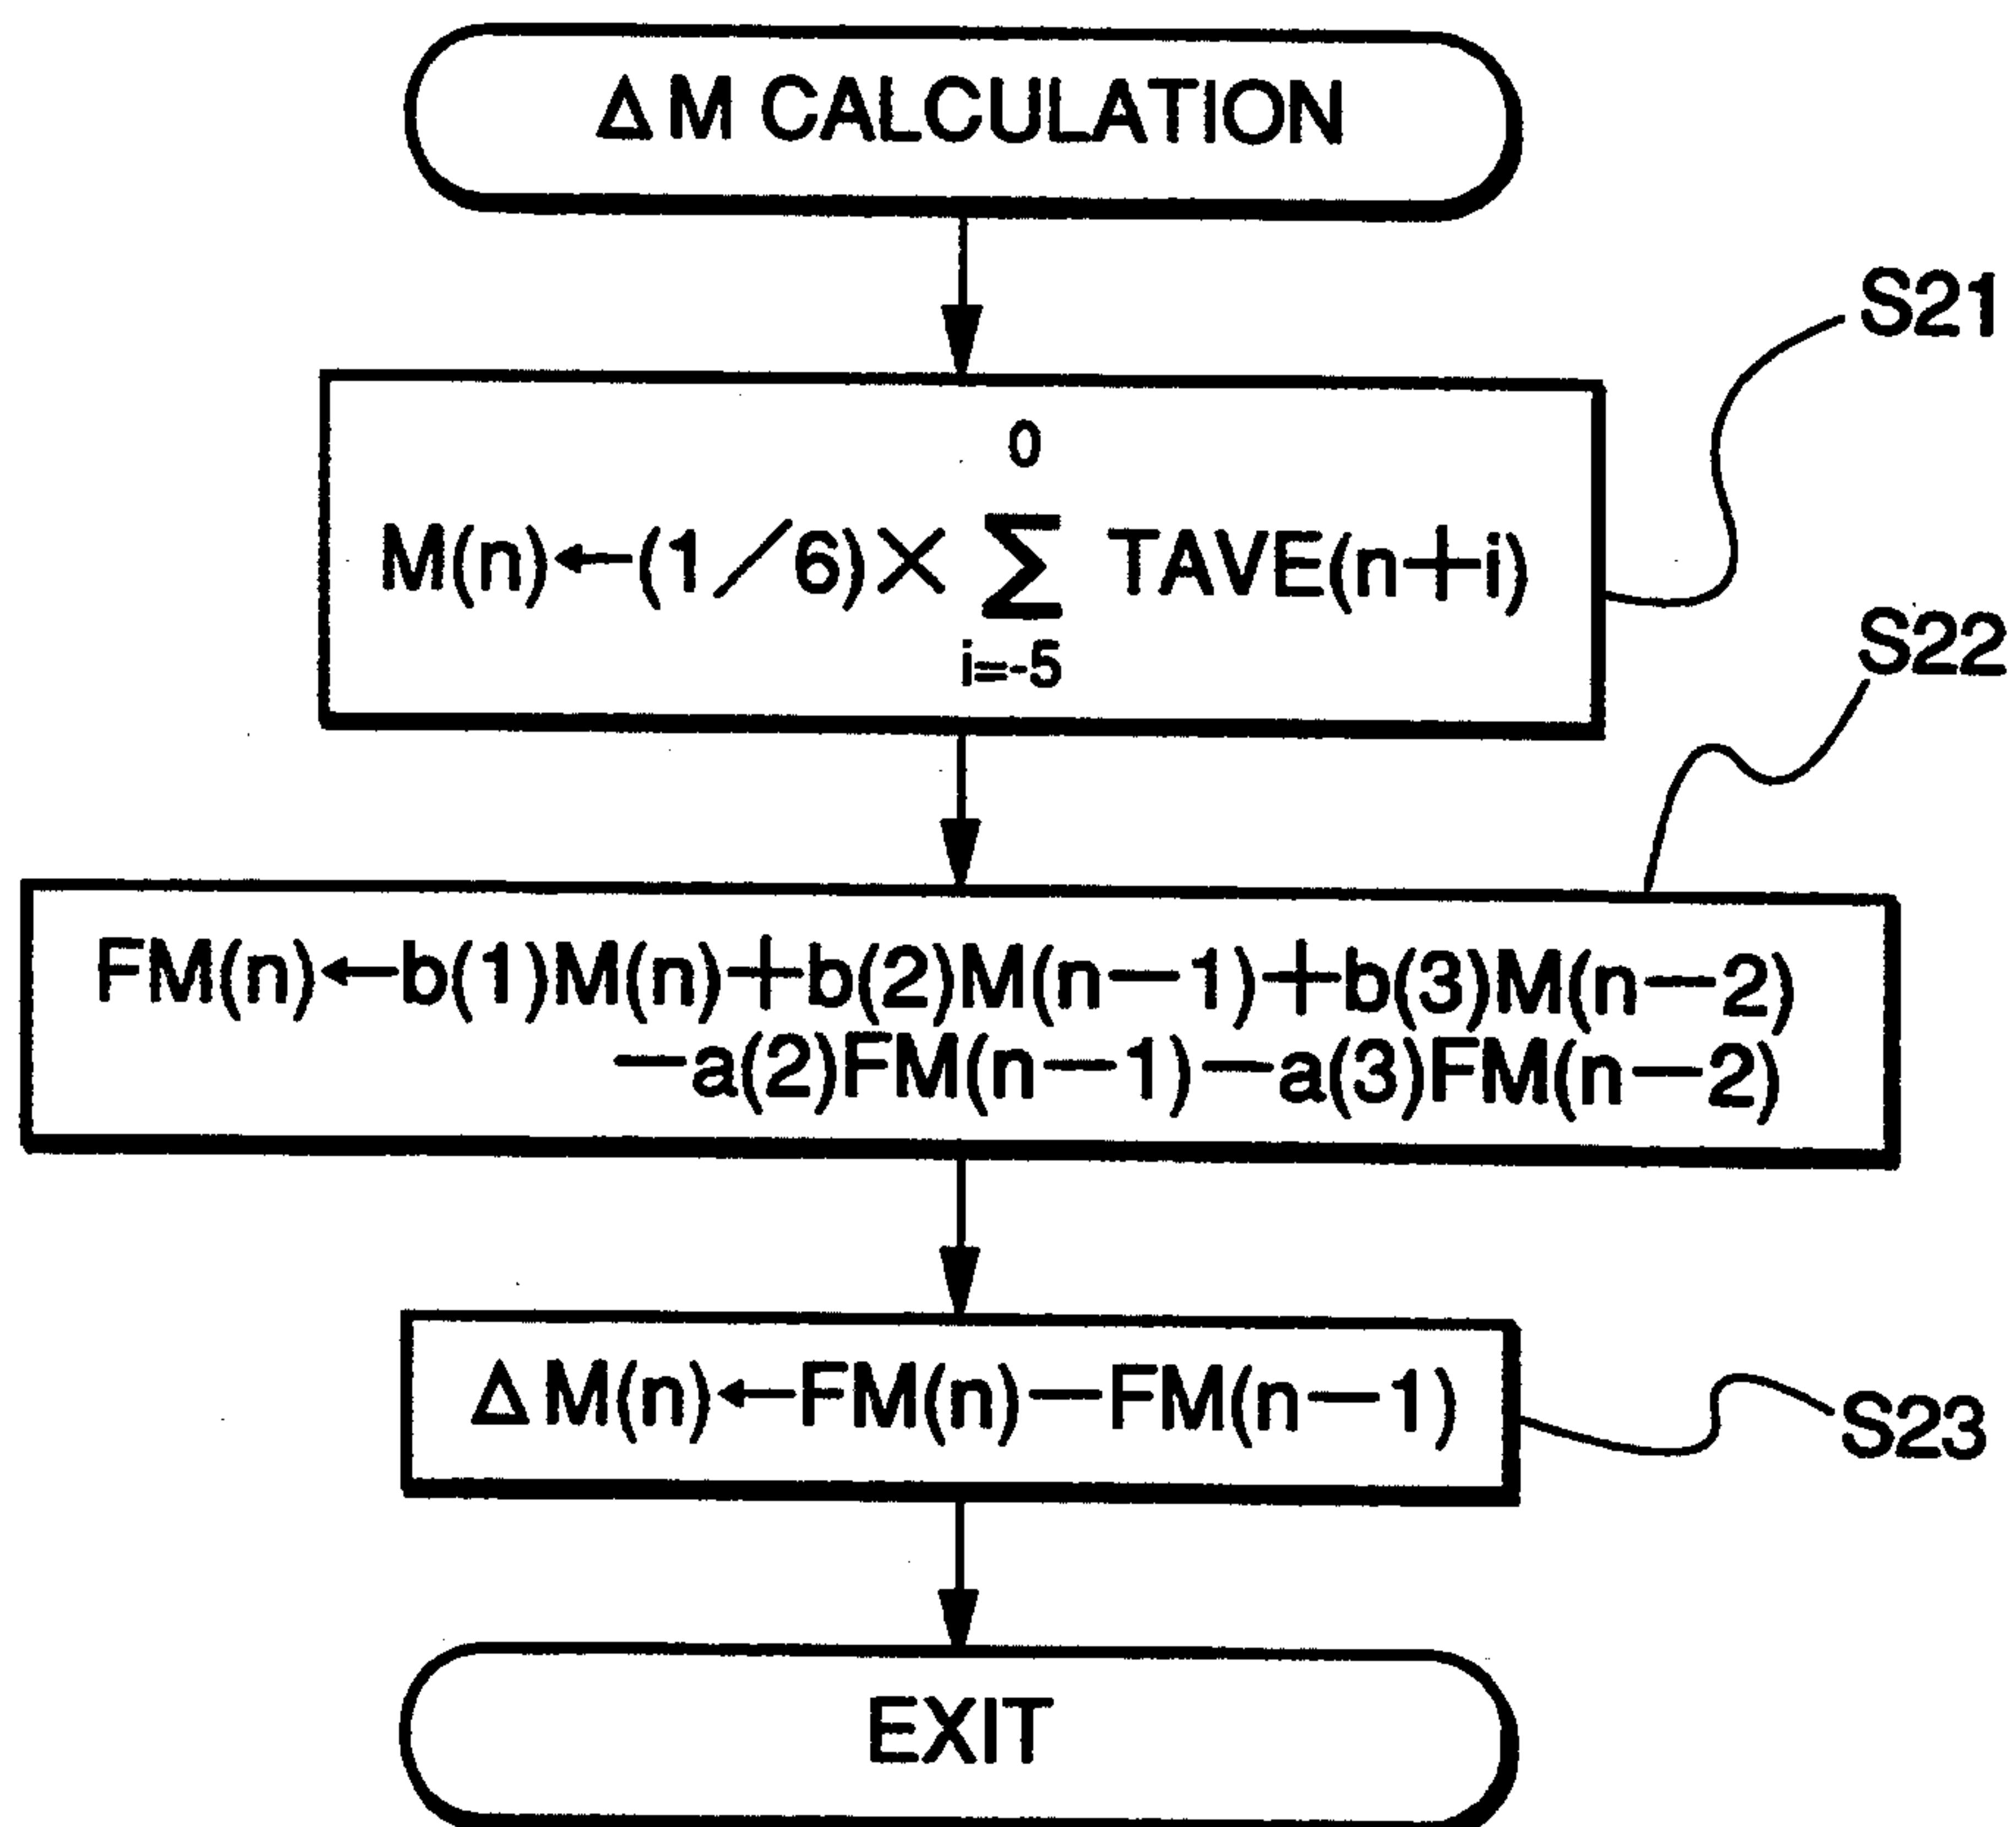 ΔM CALCULATION
S21
0
M(n)←(1/6)× Σ TAVE(n+i)
i=-5
S22
FM(n)←b(1)M(n)+b(2)M(n−1)+b(3)M(n−2)
−a(2)FM(n−1)−a(3)FM(n−2)
ΔM(n)←FM(n)−FM(n−1)
S23
EXIT